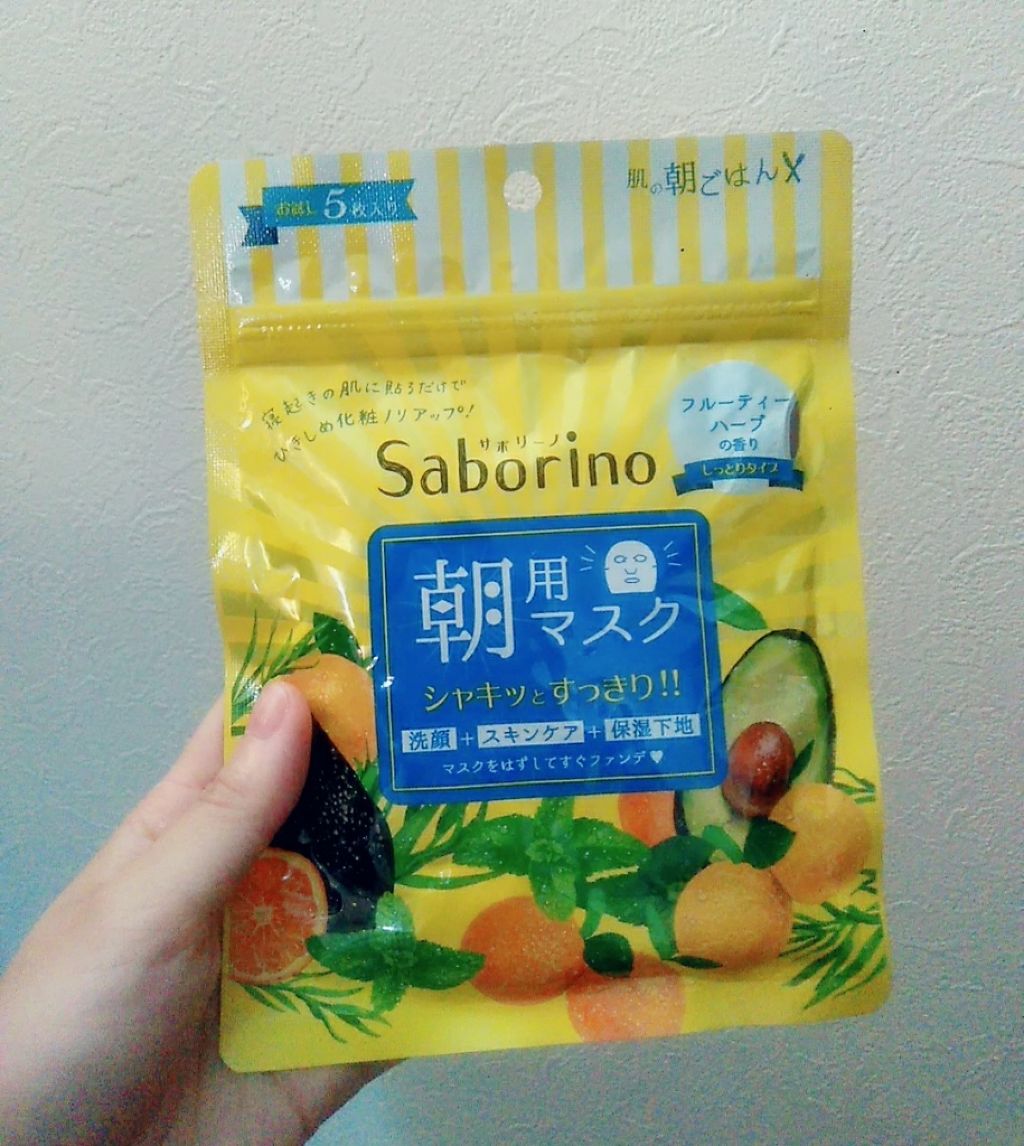 お試し5枚入り
肌の朝ごはん
寝起きの肌に貼るだけで
ひきしめ化粧ノリアップ!
サボリーノ
Saborino
フルーティー
ハーブ
の香り
しっとりタイプ
朝用
マスク
シャキッとすっきり!!
洗顔+スキンケア+保湿下地
マスクをはずしてすぐファンデ♥